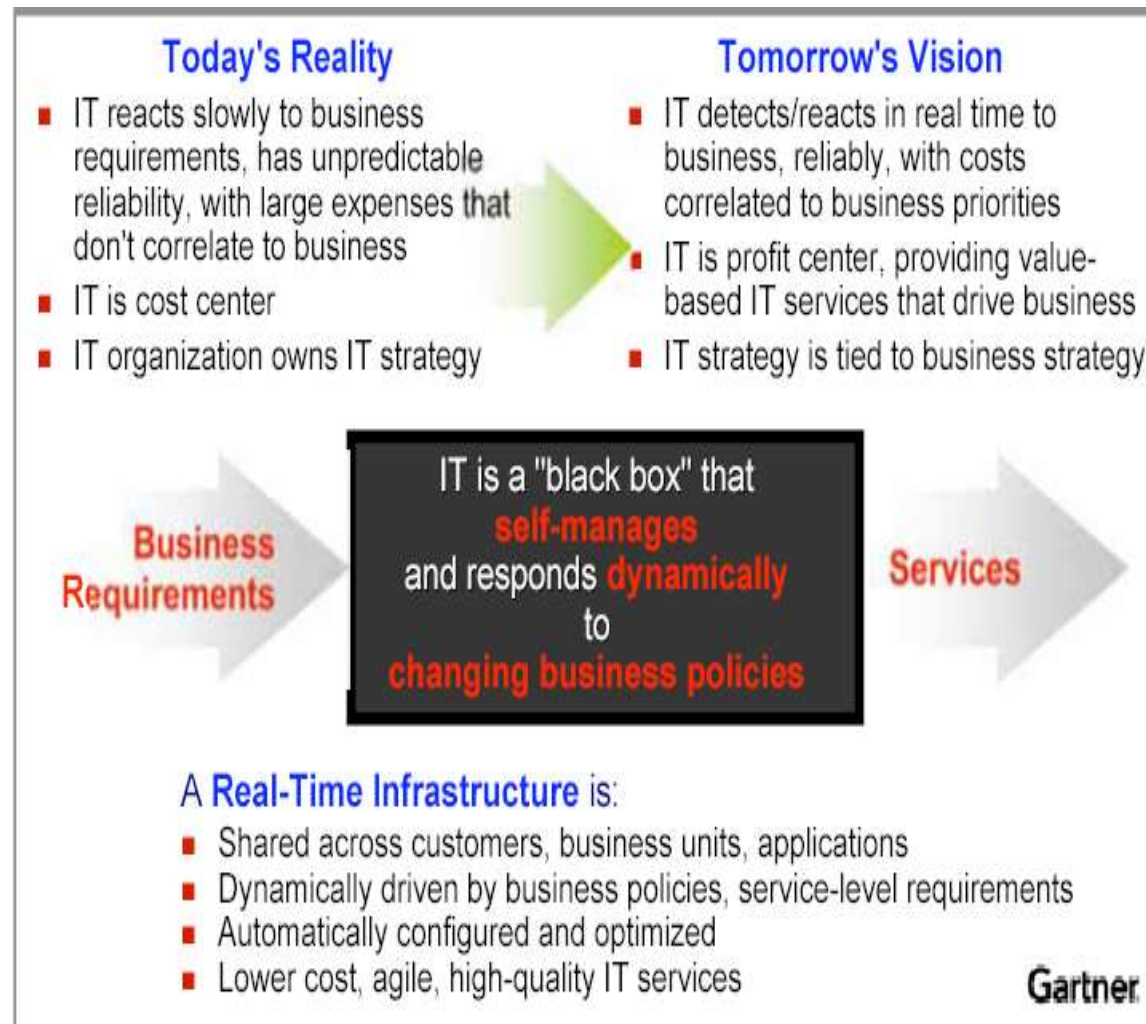 Today's Reality
■ IT reacts slowly to business
requirements, has unpredictable
reliability, with large expenses that
don't correlate to business
■ IT is cost center
■ IT organization owns IT strategy
Tomorrow's Vision
■ IT detects/reacts in real time to
business, reliably, with costs
correlated to business priorities
■ IT is profit center, providing value-
based IT services that drive business
■ IT strategy is tied to business strategy
Business
Requirements
IT is a "black box" that
self-manages
and responds dynamically
to
changing business policies
Services
A Real-Time Infrastructure is:
■ Shared across customers, business units, applications
■ Dynamically driven by business policies, service-level requirements
■ Automatically configured and optimized
■ Lower cost, agile, high-quality IT services
Gartner